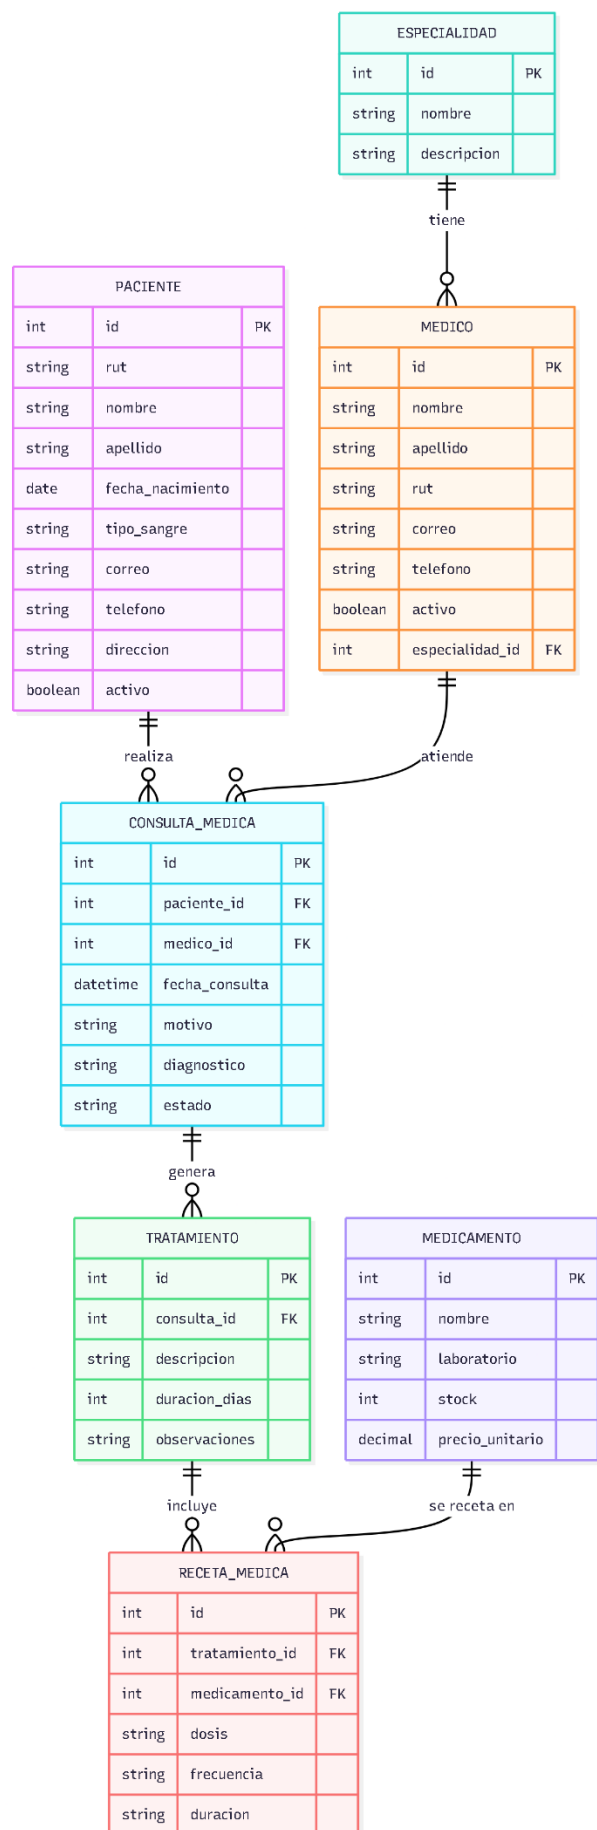 ESPECIALIDAD
int id PK
string nombre
string descripcion
tiene
PACIENTE
int id PK
string rut
string nombre
string apellido
date fecha_nacimiento
string tipo_sangre
string correo
string telefono
string direccion
boolean activo
MEDICO
int id PK
string nombre
string apellido
string rut
string correo
string telefono
boolean activo
int especialidad_id FK
realiza
atiende
CONSULTA_MEDICA
int id PK
int paciente_id FK
int medico_id FK
datetime fecha_consulta
string motivo
string diagnostico
string estado
genera
TRATAMIENTO
int id PK
int consulta_id FK
string descripcion
int duracion_dias
string observaciones
MEDICAMENTO
int id PK
string nombre
string laboratorio
int stock
decimal precio_unitario
incluye
se receta en
RECETA_MEDICA
int id PK
int tratamiento_id FK
int medicamento_id FK
string dosis
string frecuencia
string duracion